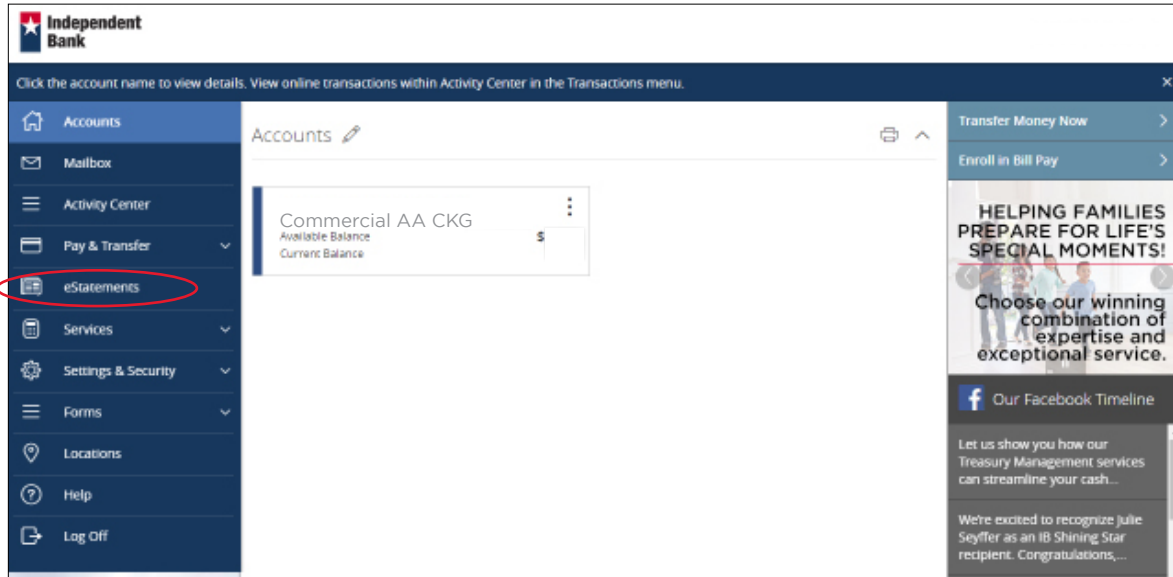 Independent
Bank
Click the account name to view details. View online transactions within Activity Center in the Transactions menu.
Accounts
Mailbox
Activity Center
Pay & Transfer
eStatements
Services
Settings & Security
Forms
Locations
Help
Log Off
Accounts
Commercial AA CKG
Available Balance $
Current Balance
Transfer Money Now
Enroll in Bill Pay
HELPING FAMILIES
PREPARE FOR LIFE'S
SPECIAL MOMENTS!
Choose our winning
combination of
expertise and
exceptional service.
Our Facebook Timeline
Let us show you how our
Treasury Management services
can streamline your cash...
We're excited to recognize Julie
Seyffer as an IB Shining Star
recipient. Congratulations,...